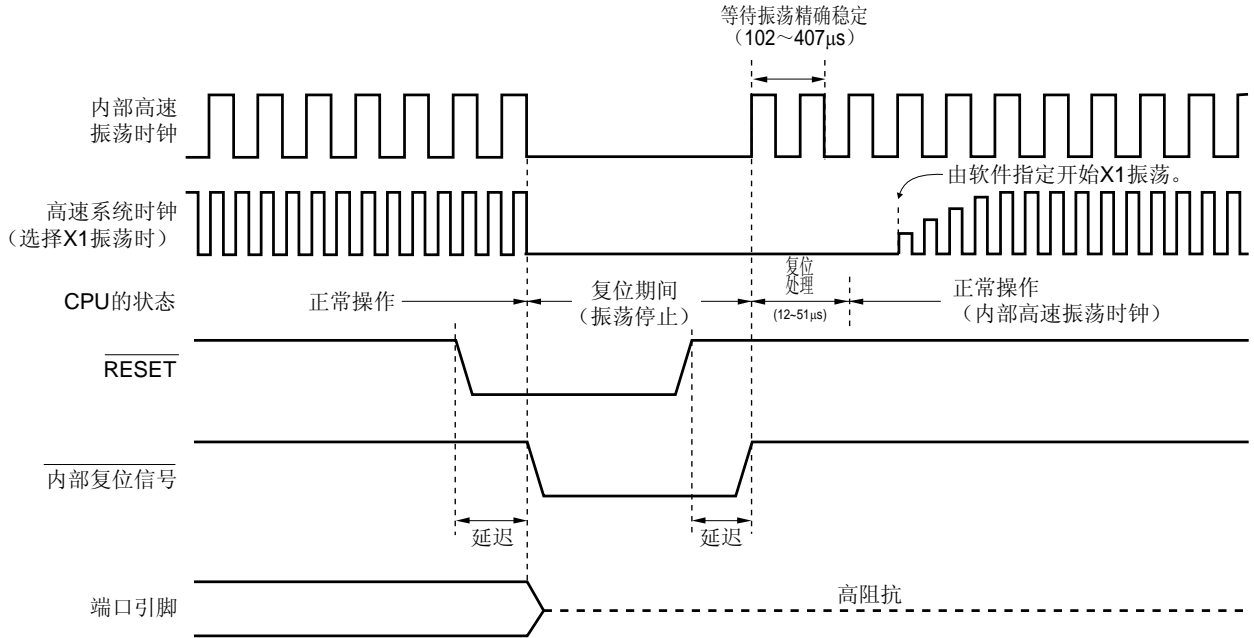 等待振荡精确稳定
（102～407μs）
内部高速
振荡时钟
由软件指定开始X1振荡。
高速系统时钟
（选择X1振荡时）
CPU的状态
正常操作
复位期间
（振荡停止）
复位
处理
(12~51μs)
正常操作
（内部高速振荡时钟）
RESET
内部复位信号
延迟
延迟
端口引脚
高阻抗